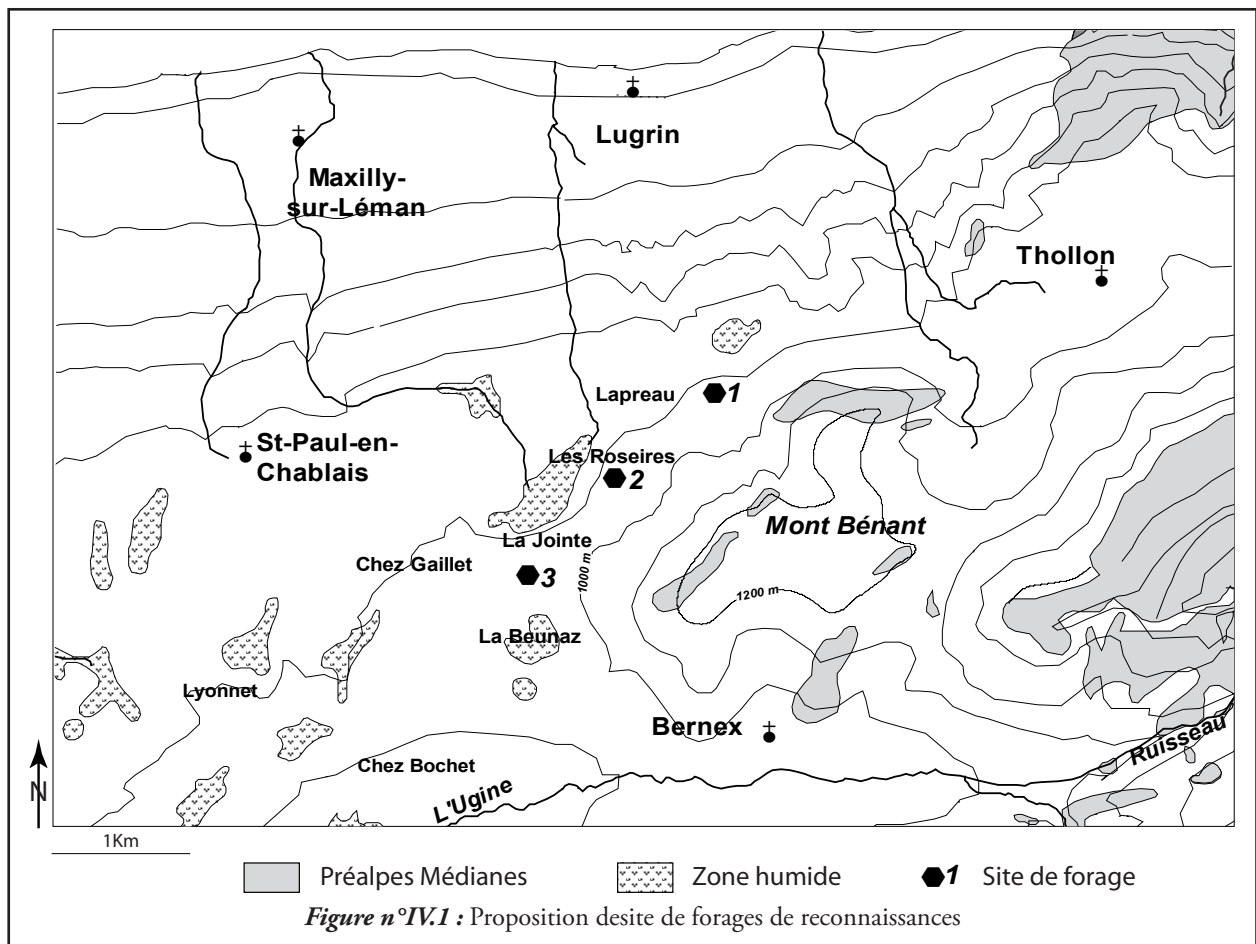 Lugrin
Maxilly-
sur-Léman
Thollon
Lapreau
1
St-Paul-en-
Chablais
Les Roseires
2
Mont Bénant
La Jointe
Chez Gaillet
3
1000 m
1200 m
La Beunaz
Lyonnet
Bernex
Ruisseau
Chez Bochet
L'Ugine
N
1Km
Préalpes Médianes
Zone humide
1 Site de forage
Figure n°IV.1 : Proposition desite de forages de reconnaissances